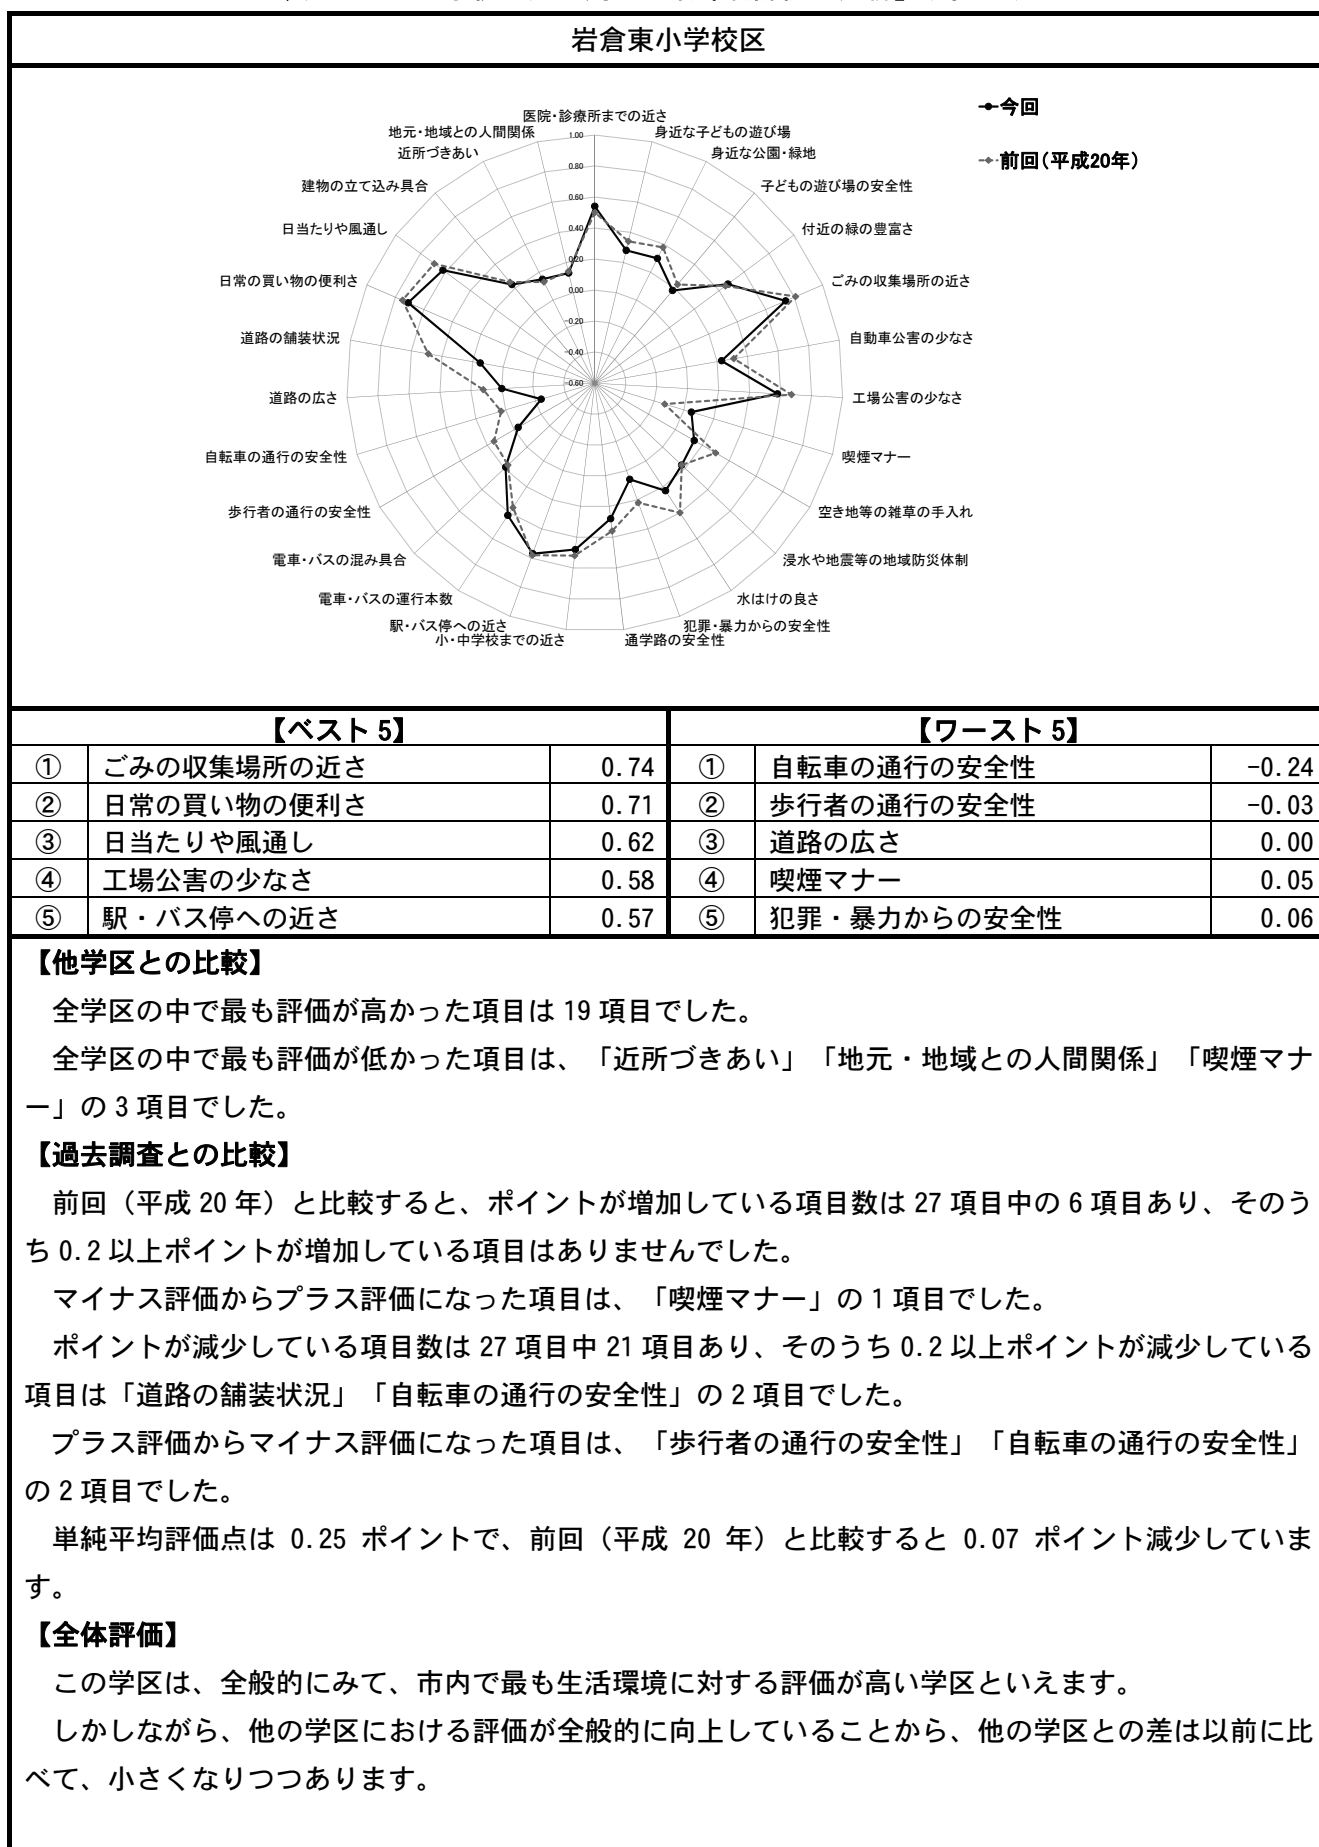 岩倉東小学校区
今回
前回(平成20年)
医院・診療所までの近さ
身近な子どもの遊び場
身近な公園・緑地
子どもの遊び場の安全性
付近の緑の豊富さ
ごみの収集場所の近さ
自動車公害の少なさ
工場公害の少なさ
喫煙マナー
空き地等の雑草の手入れ
浸水や地震等の地域防災体制
水はけの良さ
犯罪・暴力からの安全性
通学路の安全性
小・中学校までの近さ
駅・バス停への近さ
電車・バスの運行本数
電車・バスの混み具合
歩行者の通行の安全性
自転車の通行の安全性
道路の広さ
道路の舗装状況
日常の買い物の便利さ
日当たりや風通し
建物の立て込み具合
近所づきあい
地元・地域との人間関係
1.00
0.80
0.60
0.40
0.20
0.00
-0.20
-0.40
-0.60
【ベスト5】 【ワースト5】
① ごみの収集場所の近さ 0.74 ① 自転車の通行の安全性 -0.24
② 日常の買い物の便利さ 0.71 ② 歩行者の通行の安全性 -0.03
③ 日当たりや風通し 0.62 ③ 道路の広さ 0.00
④ 工場公害の少なさ 0.58 ④ 喫煙マナー 0.05
⑤ 駅・バス停への近さ 0.57 ⑤ 犯罪・暴力からの安全性 0.06
【他学区との比較】
全学区の中で最も評価が高かった項目は19項目でした。
全学区の中で最も評価が低かった項目は、「近所づきあい」「地元・地域との人間関係」「喫煙マナ
ー」の3項目でした。
【過去調査との比較】
前回（平成20年）と比較すると、ポイントが増加している項目数は27項目中の6項目あり、そのう
ち0.2以上ポイントが増加している項目はありませんでした。
マイナス評価からプラス評価になった項目は、「喫煙マナー」の1項目でした。
ポイントが減少している項目数は27項目中21項目あり、そのうち0.2以上ポイントが減少している
項目は「道路の舗装状況」「自転車の通行の安全性」の2項目でした。
プラス評価からマイナス評価になった項目は、「歩行者の通行の安全性」「自転車の通行の安全性」
の2項目でした。
単純平均評価点は 0.25 ポイントで、前回（平成 20 年）と比較すると 0.07 ポイント減少していま
す。
【全体評価】
この学区は、全般的にみて、市内で最も生活環境に対する評価が高い学区といえます。
しかしながら、他の学区における評価が全般的に向上していることから、他の学区との差は以前に比
べて、小さくなりつつあります。